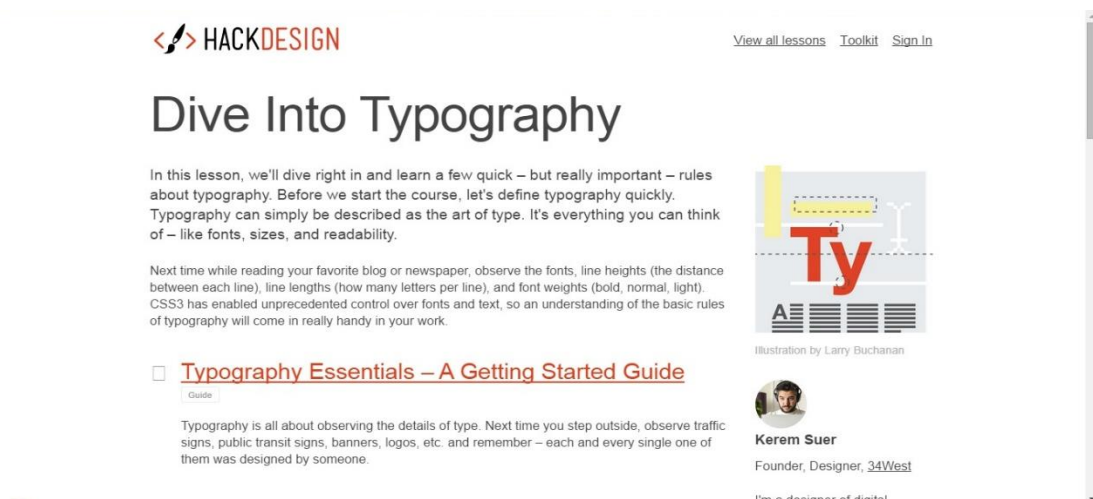 HACKDESIGN
View all lessons Toolkit Sign In
Dive Into Typography
In this lesson, we'll dive right in and learn a few quick – but really important – rules
about typography. Before we start the course, let's define typography quickly.
Typography can simply be described as the art of type. It's everything you can think
of – like fonts, sizes, and readability.
Next time while reading your favorite blog or newspaper, observe the fonts, line heights (the distance
between each line), line lengths (how many letters per line), and font weights (bold, normal, light).
CSS3 has enabled unprecedented control over fonts and text, so an understanding of the basic rules
of typography will come in really handy in your work.
Typography Essentials – A Getting Started Guide
Guide
Typography is all about observing the details of type. Next time you step outside, observe traffic
signs, public transit signs, banners, logos, etc. and remember – each and every single one of
them was designed by someone.
Ty
A
Illustration by Larry Buchanan
Kerem Suer
Founder, Designer, 34West
I'm a designer of digital